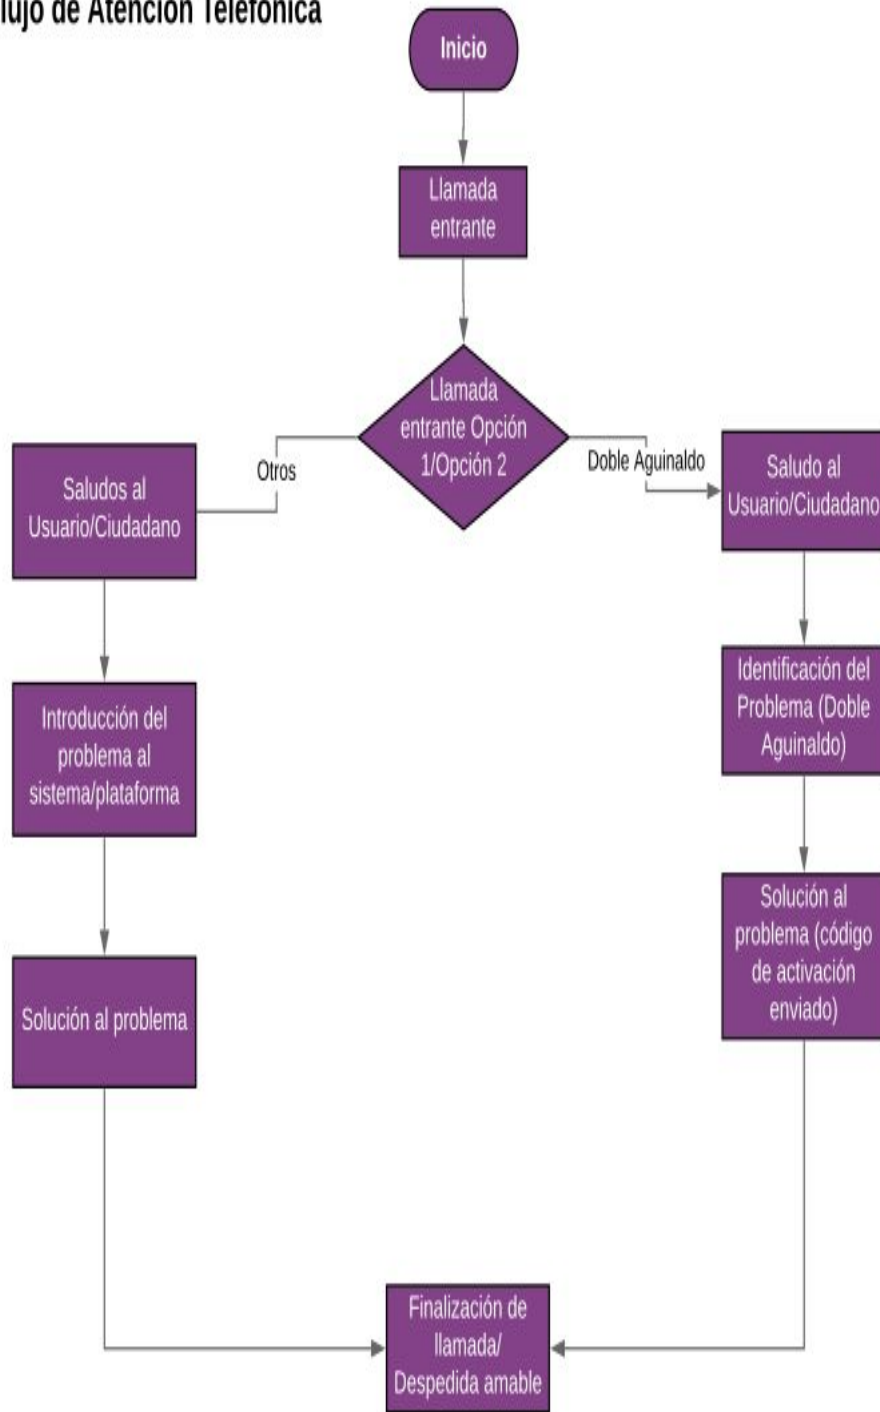 lujo de Atención Telefónica
Inicio
Llamada
entrante
Llamada
entrante Opción
1/Opción 2
Otros
Doble Aguinaldo
Saludos al
Usuario/Ciudadano
Introducción del
problema al
sistema/plataforma
Solución al problema
Saludo al
Usuario/Ciudadano
Identificación del
Problema (Doble
Aguinaldo)
Solución al
problema (código
de activación
enviado)
Finalización de
llamada/
Despedida amable